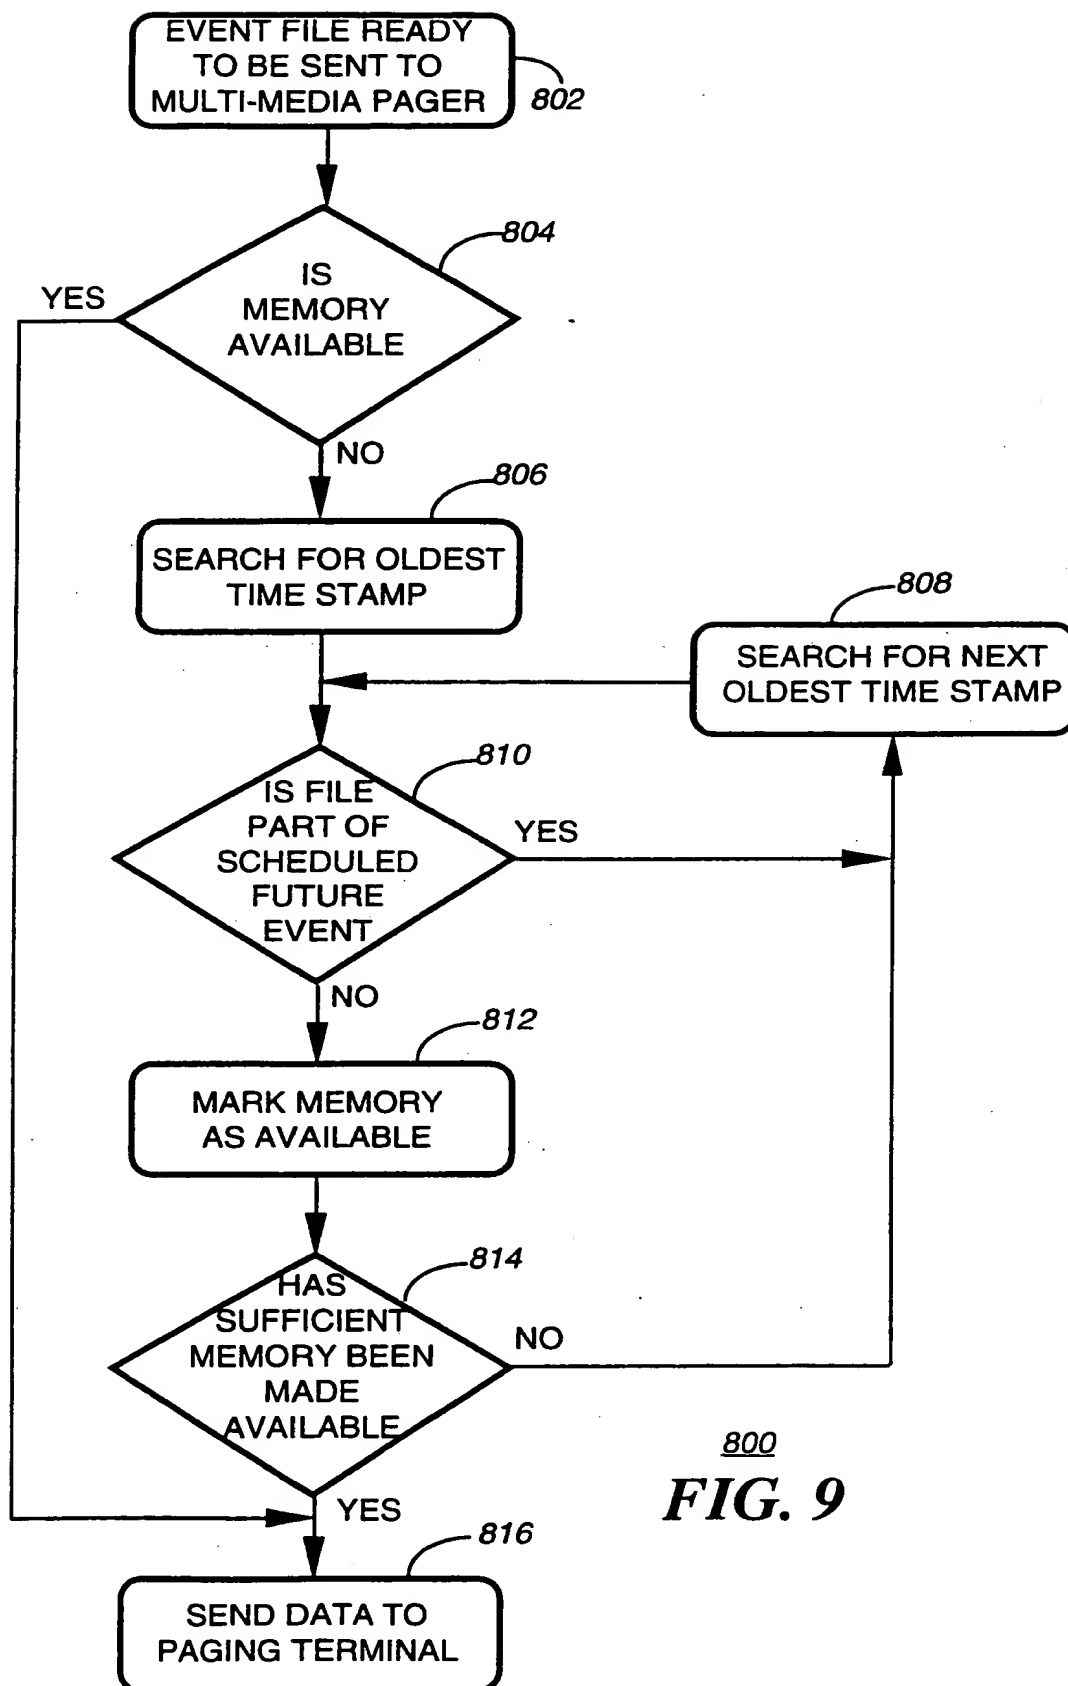 EVENT FILE READY
TO BE SENT TO
MULTI-MEDIA PAGER
802
804
IS
MEMORY
AVAILABLE
YES
NO
806
SEARCH FOR OLDEST
TIME STAMP
808
SEARCH FOR NEXT
OLDEST TIME STAMP
810
IS FILE
PART OF
SCHEDULED
FUTURE
EVENT
YES
NO
812
MARK MEMORY
AS AVAILABLE
814
HAS
SUFFICIENT
MEMORY BEEN
MADE
AVAILABLE
NO
YES
800
FIG. 9
816
SEND DATA TO
PAGING TERMINAL